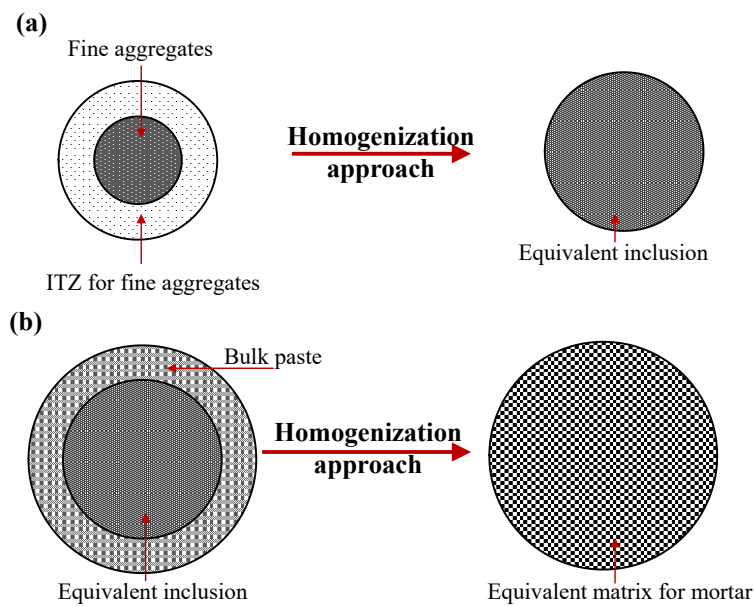 (a)
Fine aggregates
Homogenization
approach
ITZ for fine aggregates
Equivalent inclusion
(b)
Bulk paste
Homogenization
approach
Equivalent inclusion
Equivalent matrix for mortar